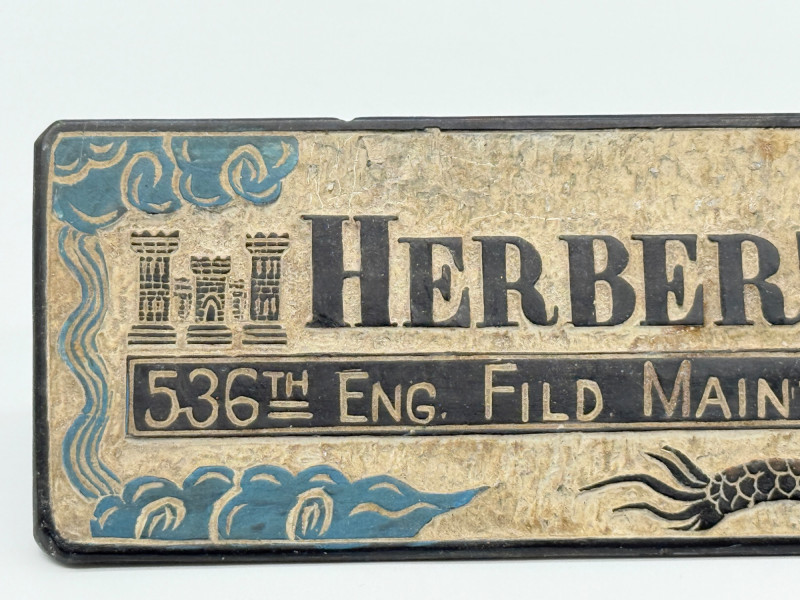 HERBER
536TH ENG. FILD MAIN